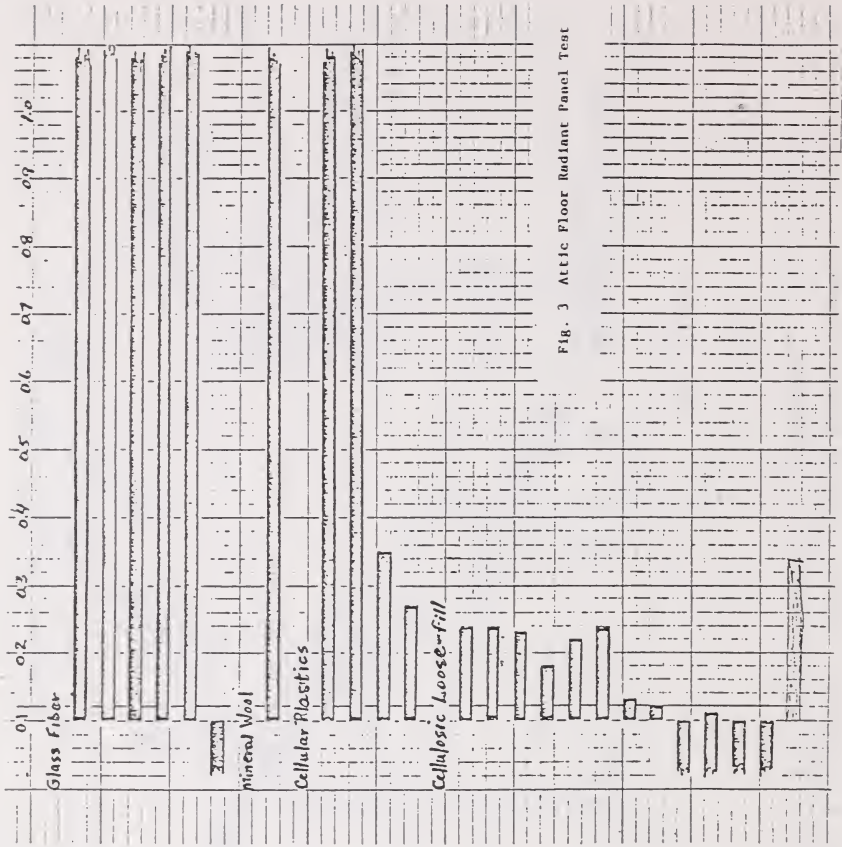 0.1 0.2 0.3 0.4 0.5 0.6 0.7 0.8 0.9 1.0
Glass Fiber
Mineral Wool
Cellular Plastics
Cellulosic Loose-fill
Fig. 3 Attic Floor Radiant Panel Test